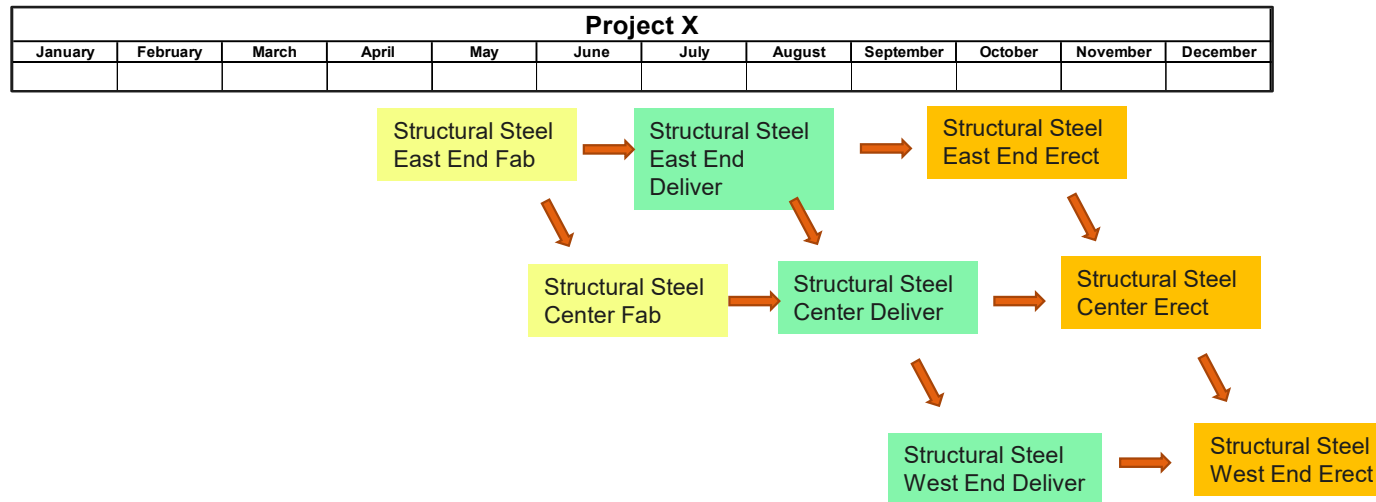 Project X
January February March April May June July August September October November December
Structural Steel
East End Fab
Structural Steel
East End
Deliver
Structural Steel
East End Erect
Structural Steel
Center Fab
Structural Steel
Center Deliver
Structural Steel
Center Erect
Structural Steel
West End Deliver
Structural Steel
West End Erect